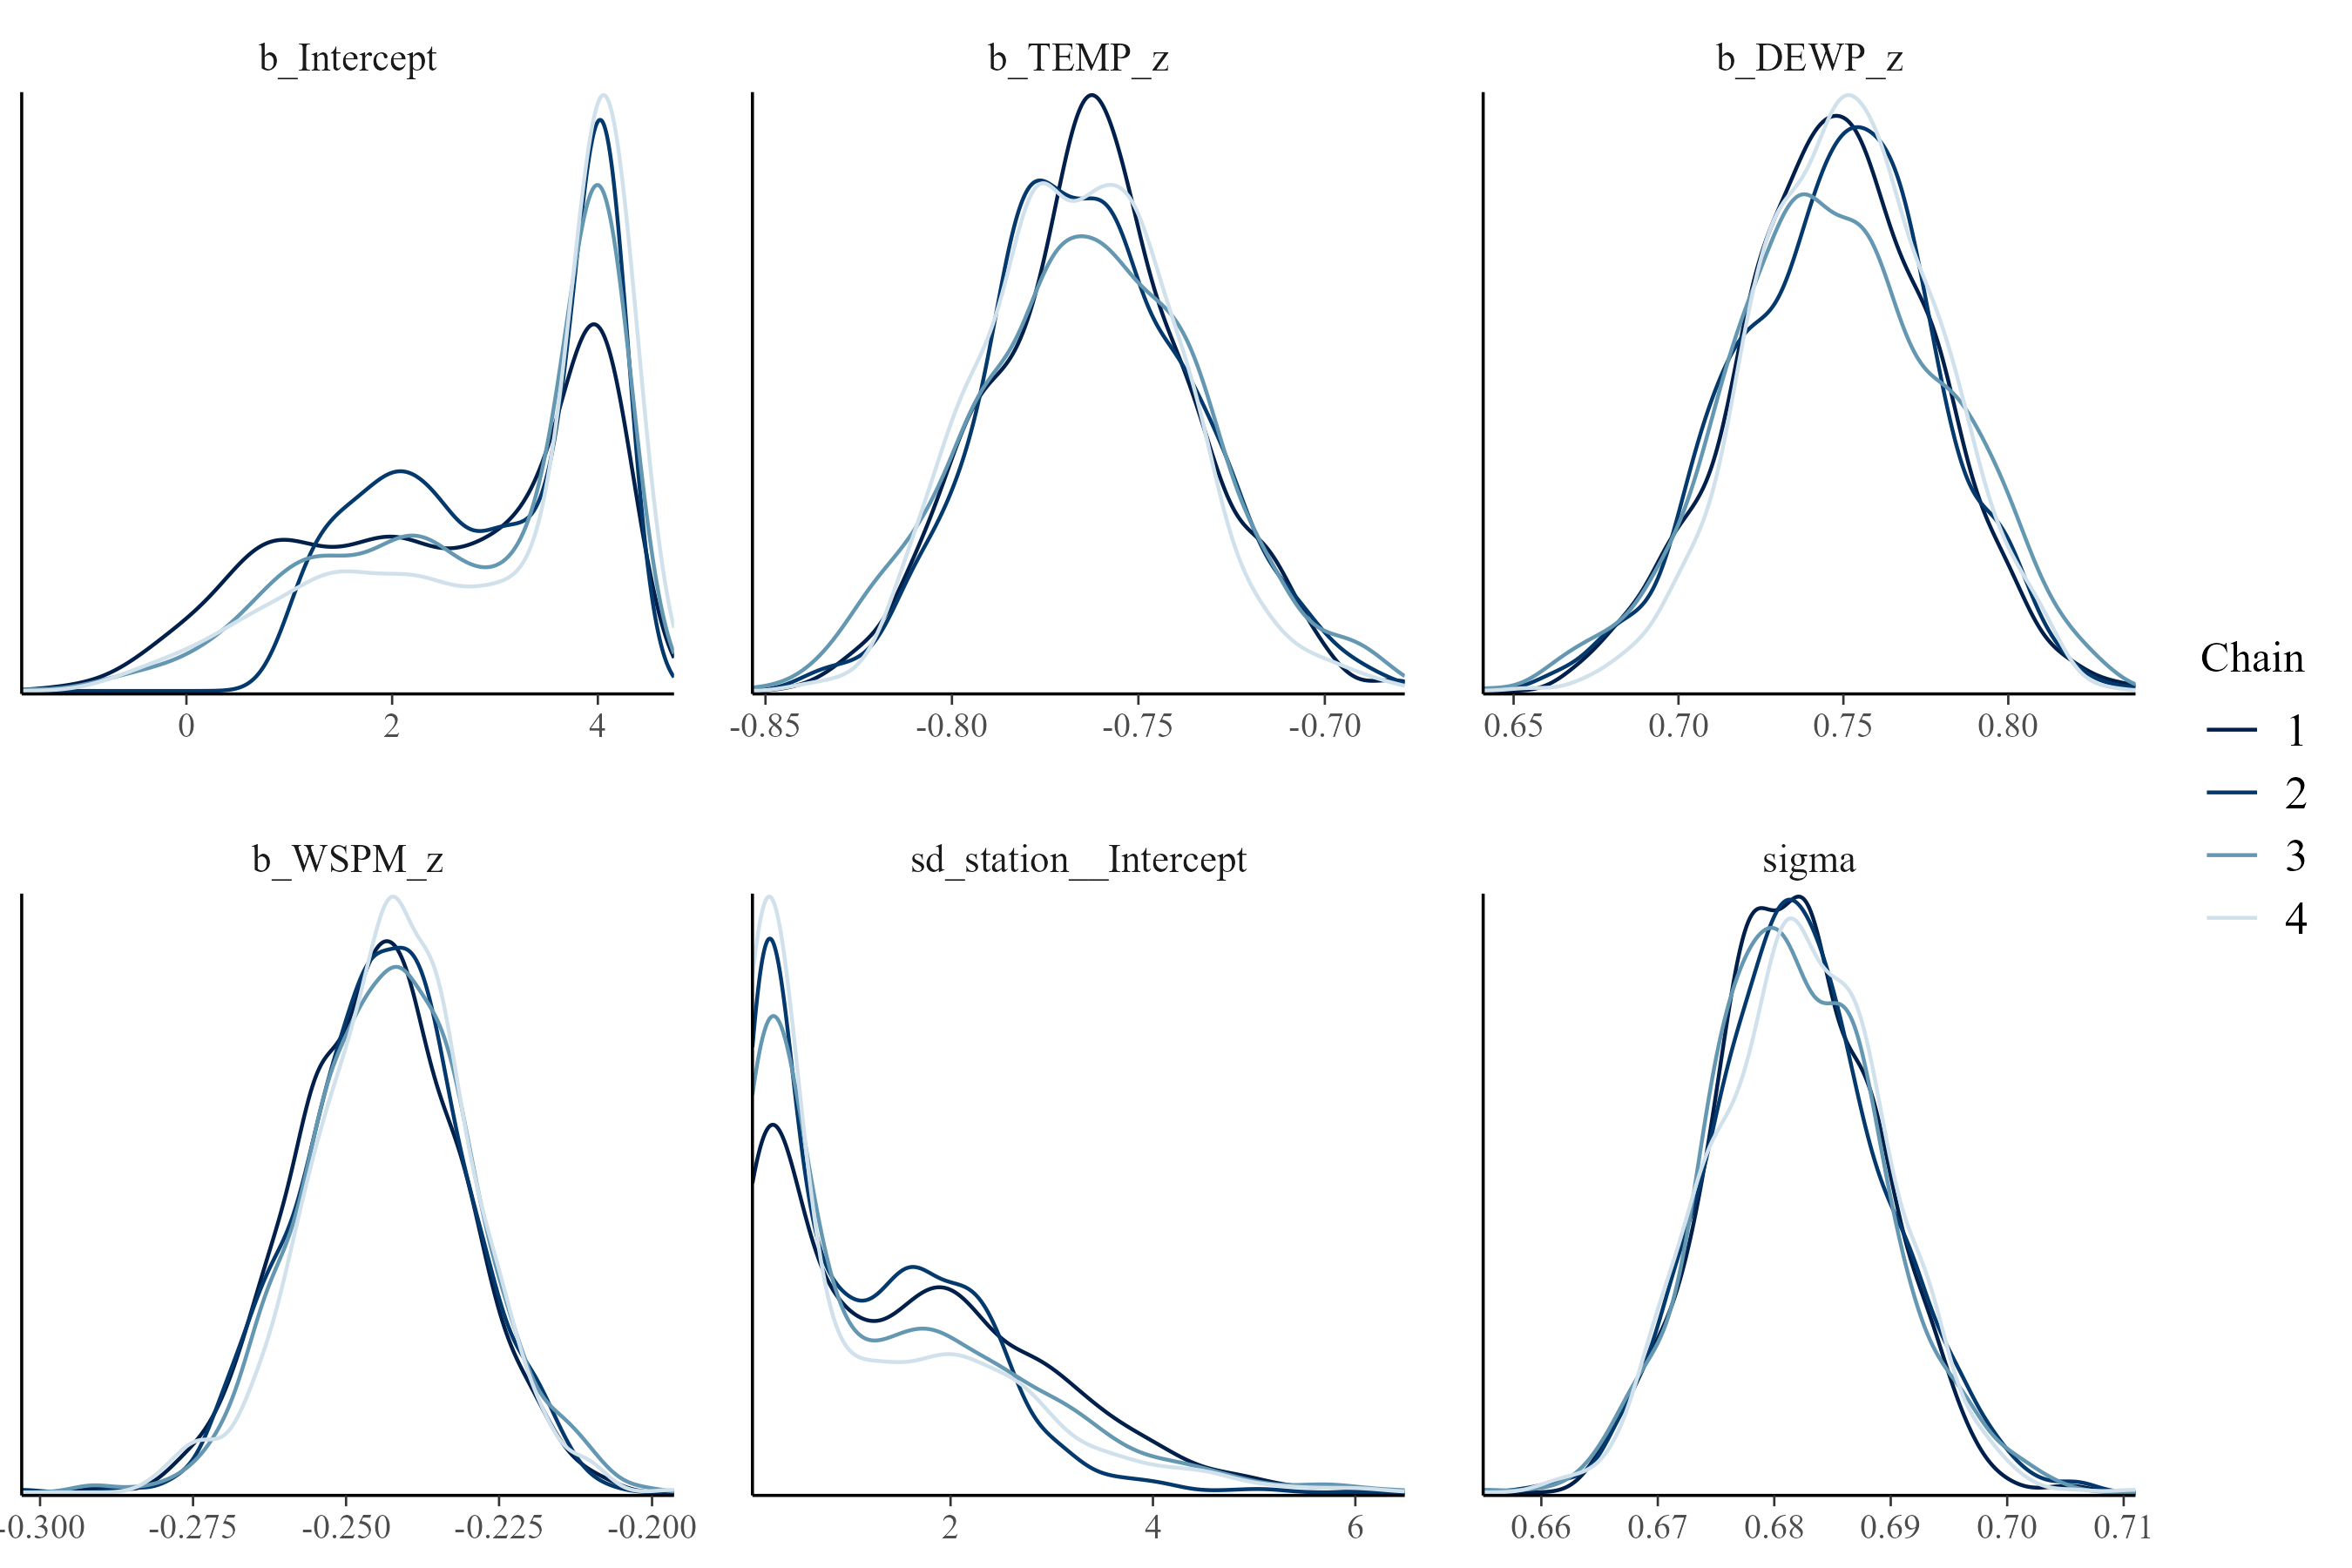 b_Intercept
b_TEMP_z
b_DEWP_z
0 2 4
-0.85 -0.80 -0.75 -0.70
0.65 0.70 0.75 0.80
Chain
1
2
3
4
b_WSPM_z
sd_station__Intercept
sigma
-0.300 -0.275 -0.250 -0.225 -0.200
2 4 6
0.66 0.67 0.68 0.69 0.70 0.71